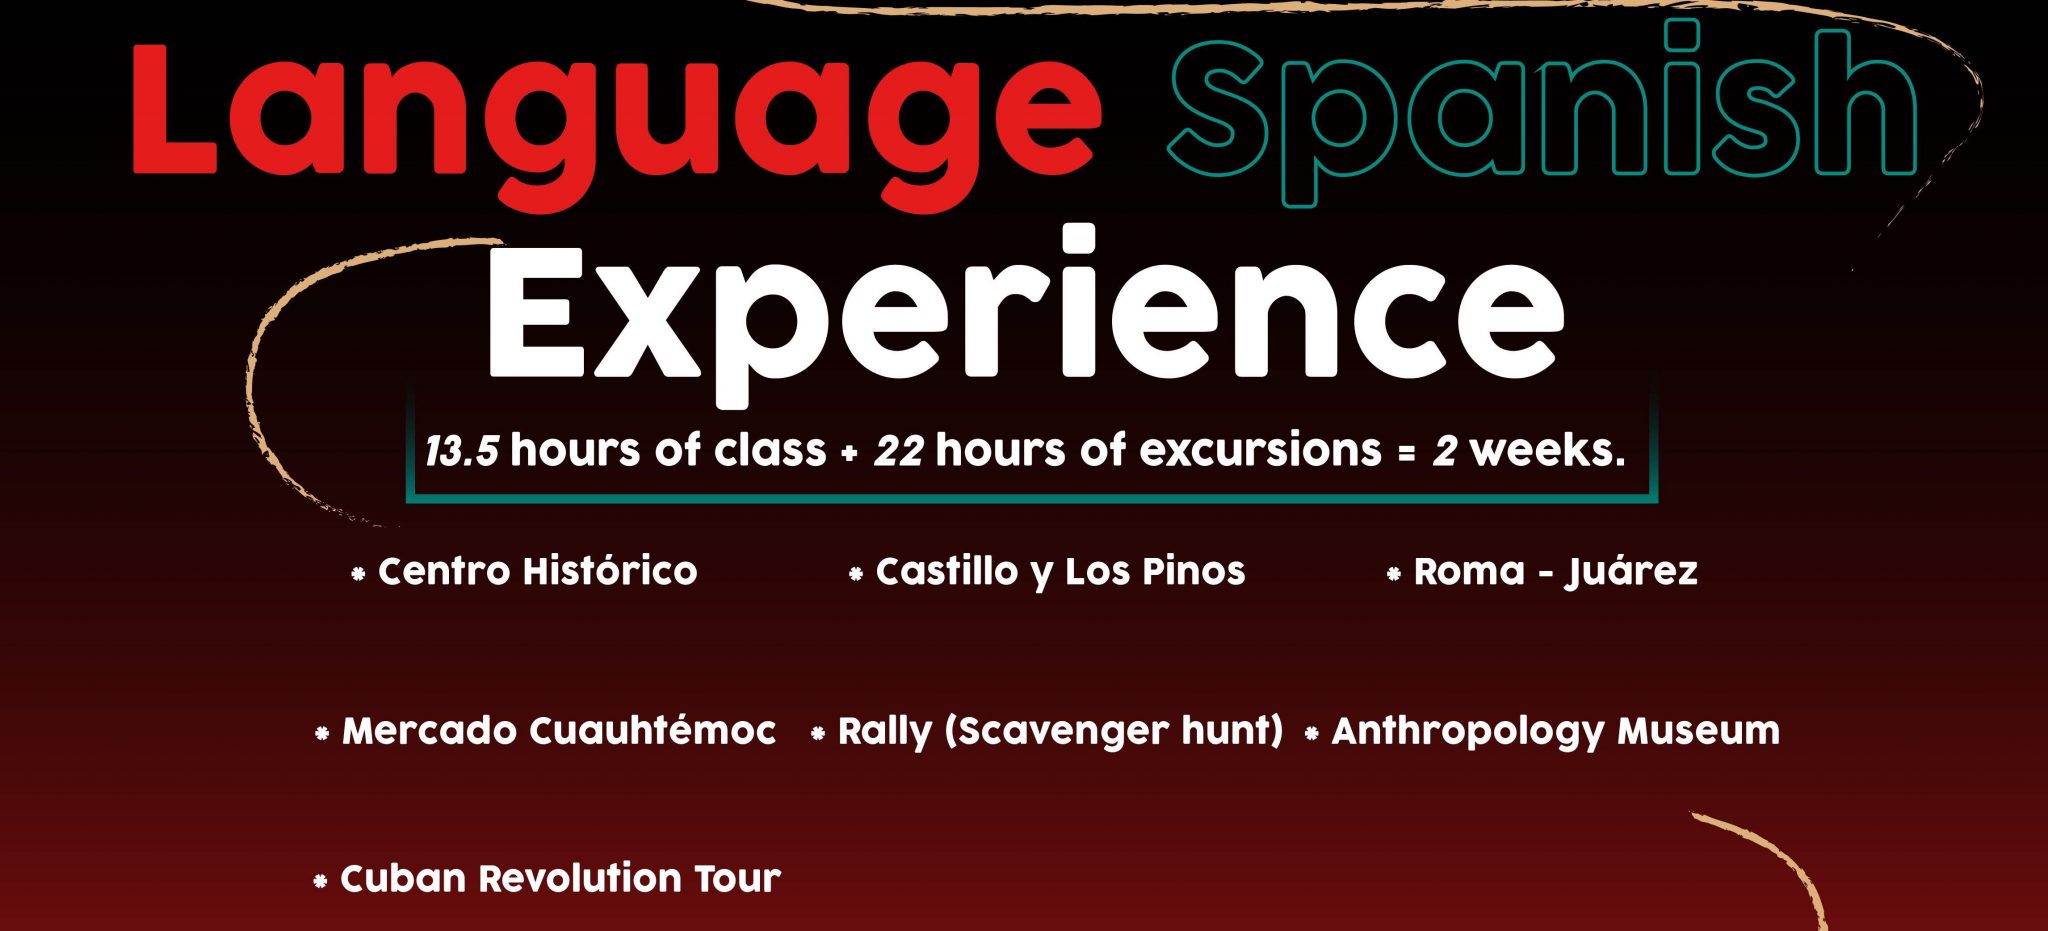 Language Spanish
Experience
13.5 hours of class + 22 hours of excursions = 2 weeks.
* Centro Histórico * Castillo y Los Pinos * Roma - Juárez
* Mercado Cuauhtémoc * Rally (Scavenger hunt) * Anthropology Museum
* Cuban Revolution Tour